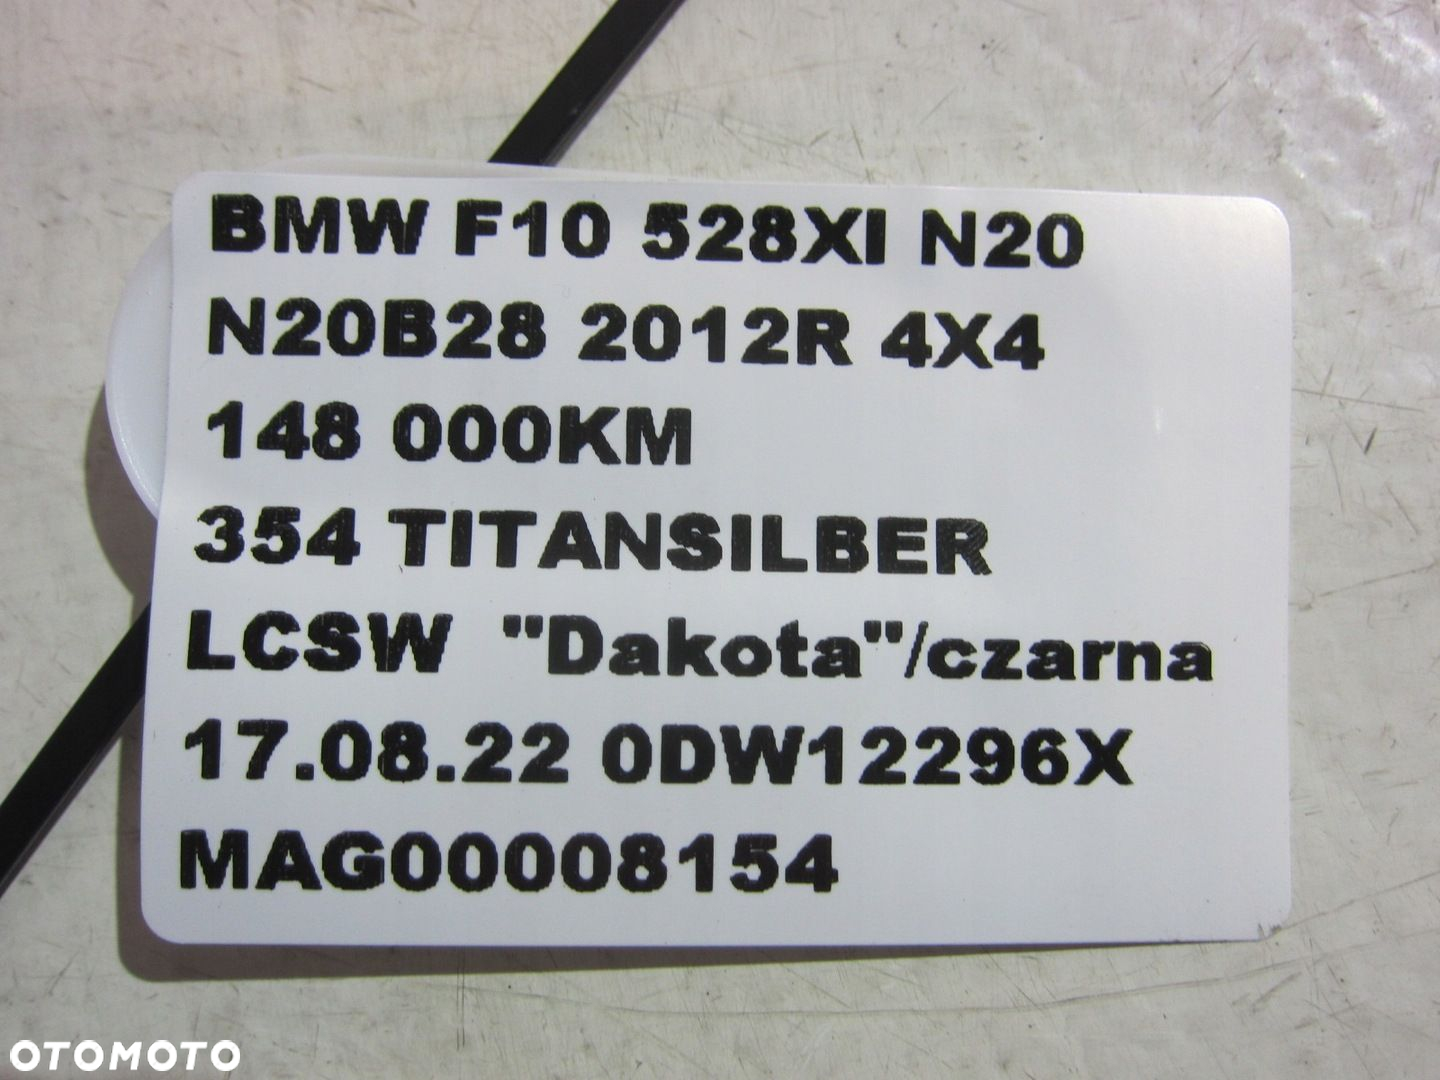 BMW F10 528XI N20
N20B28 2012R 4X4
148 000KM
354 TITANSILBER
LCSW "Dakota"/czarna
17.08.22 0DW12296X
MAG00008154
OTOMOTO